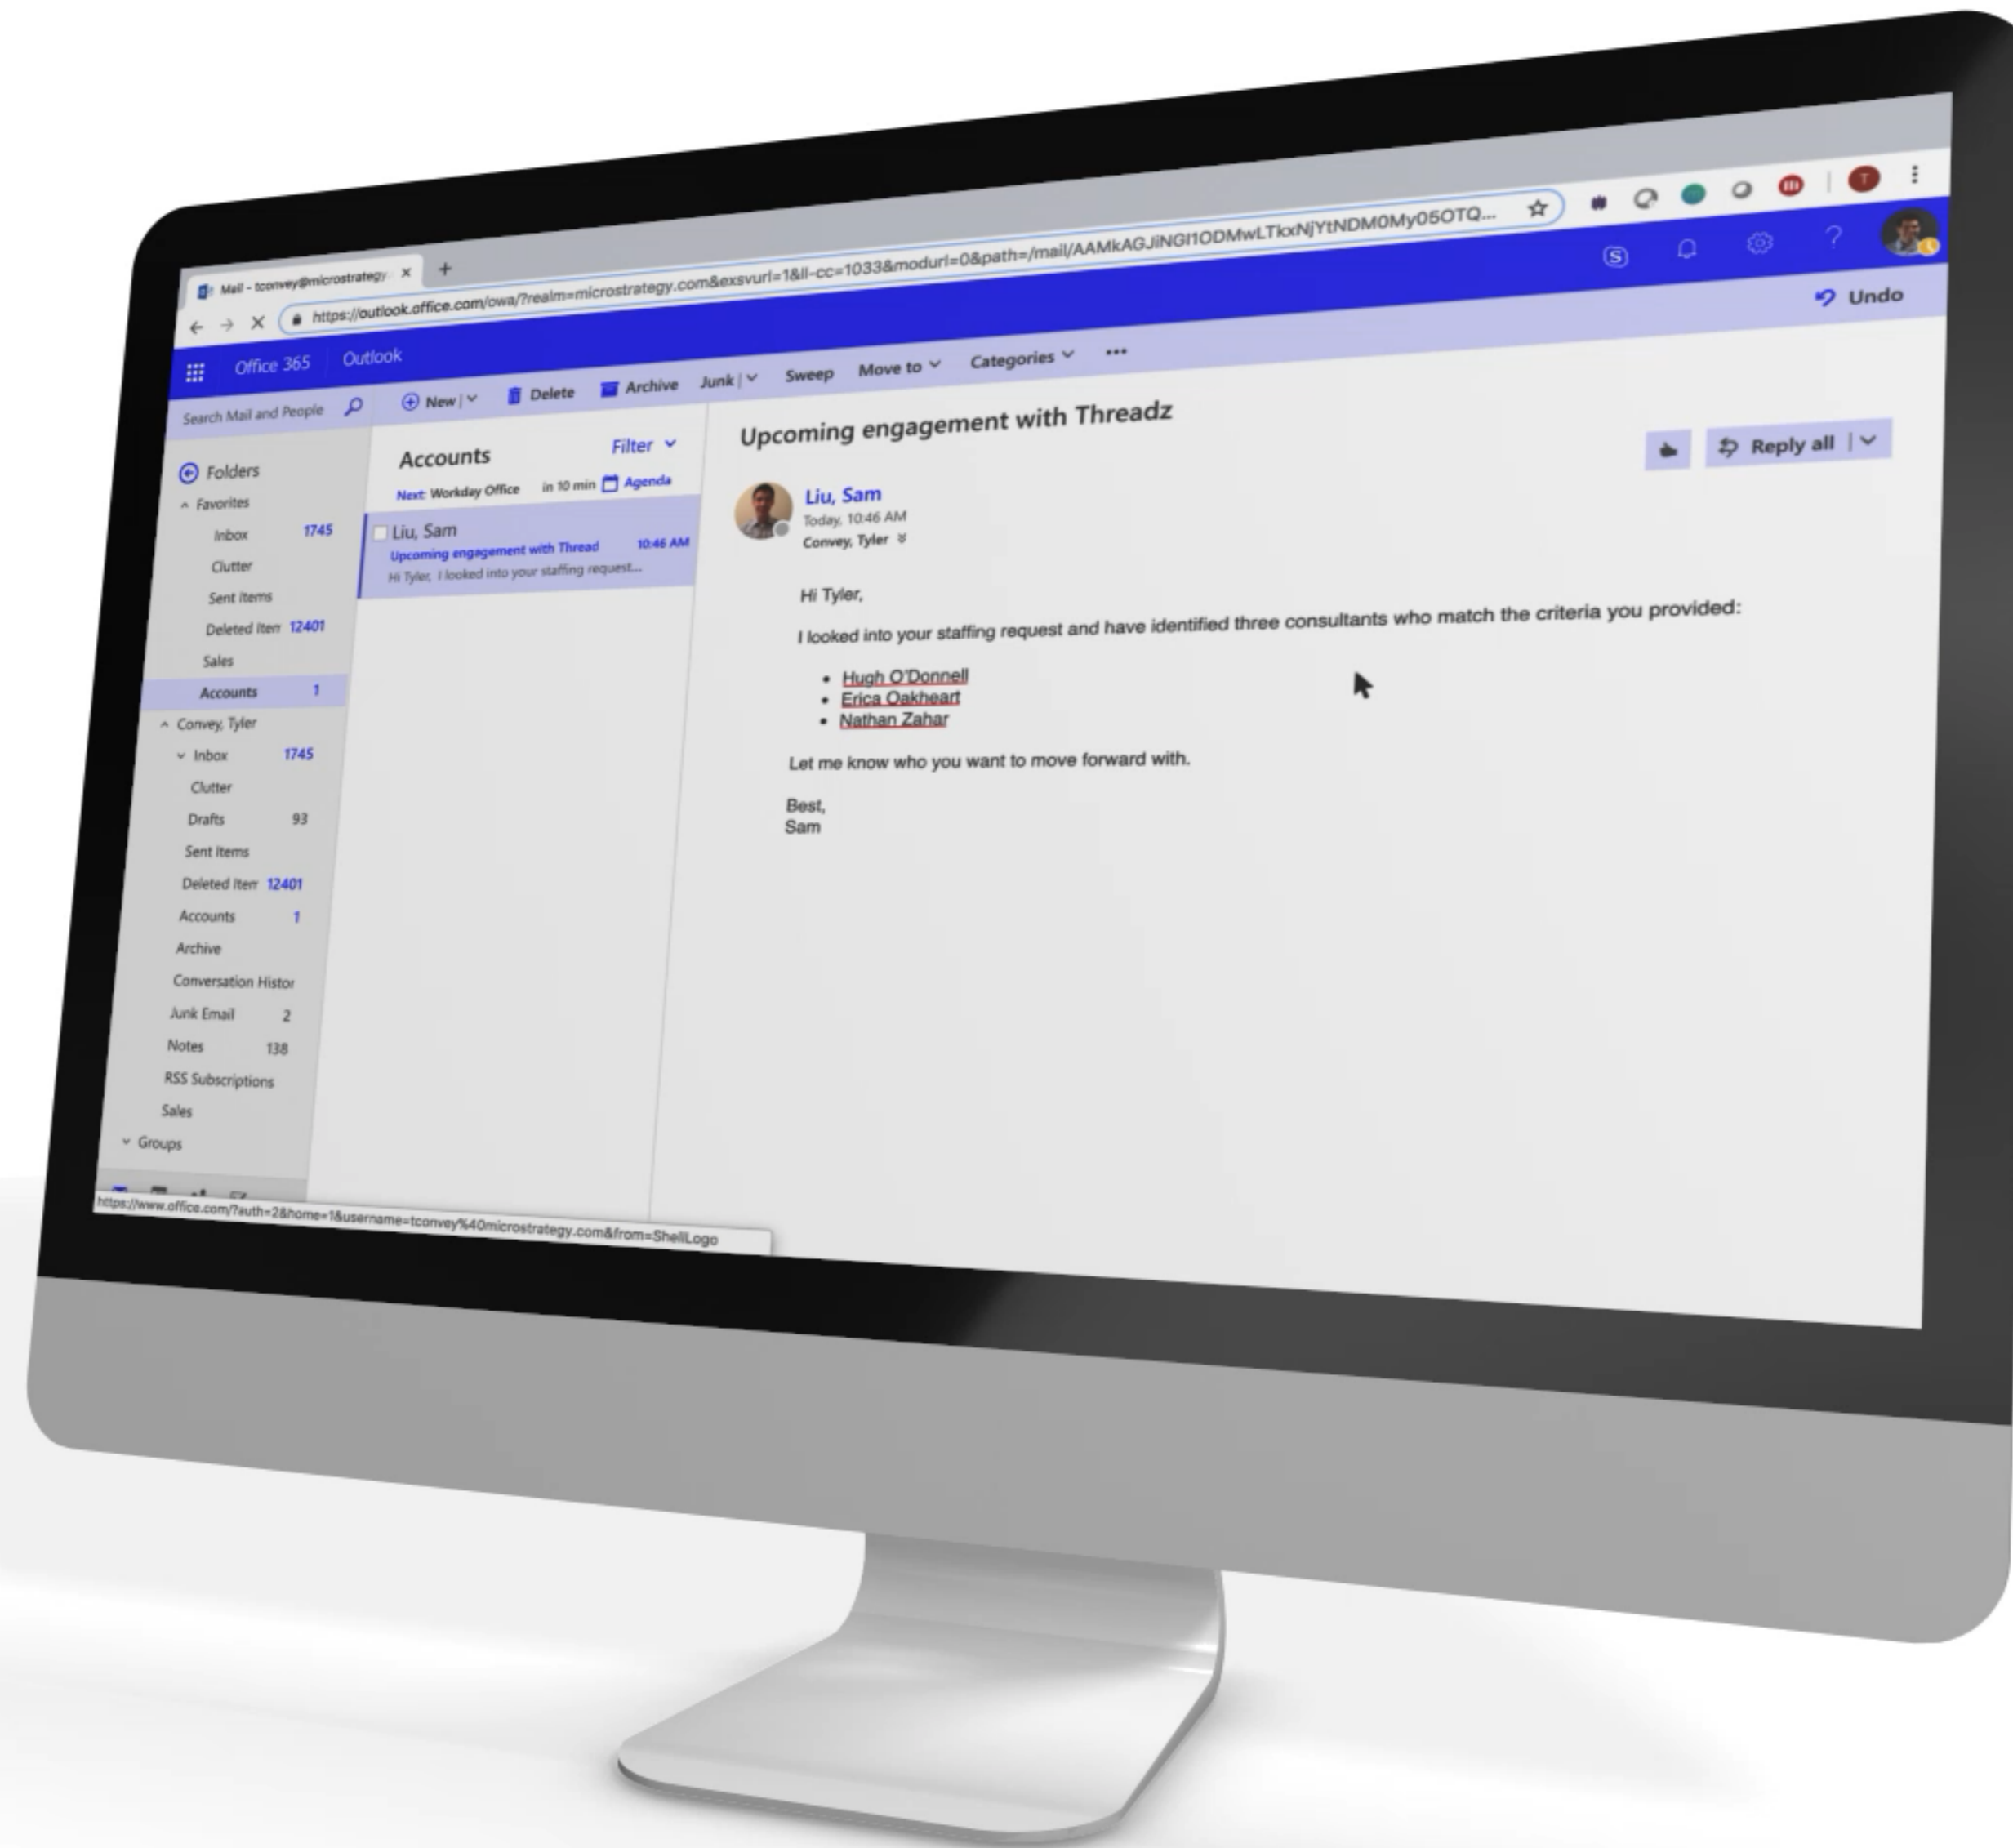 Mail - tconvey@microstrategy.
https://outlook.office.com/owa/?realm=microstrategy.com&exsvurl=1&ll-cc=1033&modurl=0&path=/mail/AAMkAGJiNGI1ODMwLTkxNjYtNDM0My05OTQ...
T
Office 365 Outlook
S ?
Search Mail and People
New Delete Archive Junk Sweep Move to Categories ••• Undo
Folders
Favorites
Inbox 1745
Clutter
Sent Items
Deleted Item 12401
Sales
Accounts 1
Convey, Tyler
Inbox 1745
Clutter
Drafts 93
Sent Items
Deleted Item 12401
Accounts 1
Archive
Conversation Histor
Junk Email 2
Notes 138
RSS Subscriptions
Sales
Groups
Accounts Filter
Next: Workday Office in 10 min Agenda
Liu, Sam
Upcoming engagement with Thread 10:46 AM
Hi Tyler, I looked into your staffing request...
Upcoming engagement with Threadz
Reply all
Liu, Sam
Today, 10:46 AM
Convey, Tyler
Hi Tyler,
I looked into your staffing request and have identified three consultants who match the criteria you provided:
• Hugh O'Donnell
• Erica Oakheart
• Nathan Zahar
Let me know who you want to move forward with.
Best,
Sam
https://www.office.com/?auth=2&home=1&username=tconvey%40microstrategy.com&from=ShellLogo